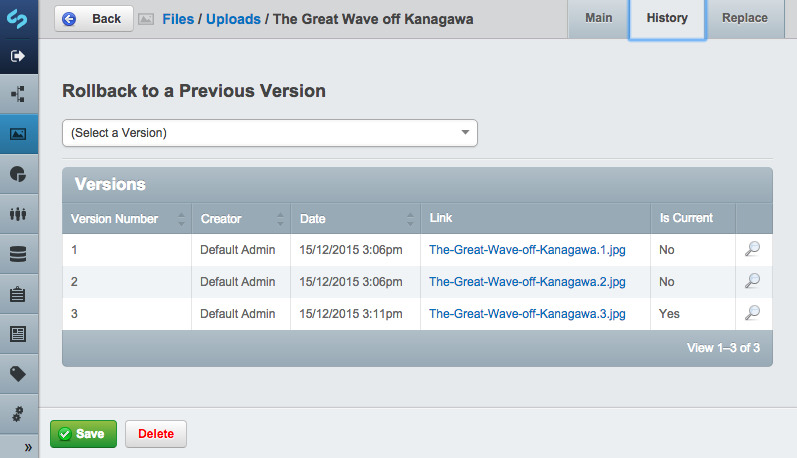 Back Files / Uploads / The Great Wave off Kanagawa Main History Replace
Rollback to a Previous Version
(Select a Version)
Versions
Version Number Creator Date Link Is Current
1 Default Admin 15/12/2015 3:06pm The-Great-Wave-off-Kanagawa.1.jpg No
2 Default Admin 15/12/2015 3:06pm The-Great-Wave-off-Kanagawa.2.jpg No
3 Default Admin 15/12/2015 3:11pm The-Great-Wave-off-Kanagawa.3.jpg Yes
View 1–3 of 3
Save Delete
»